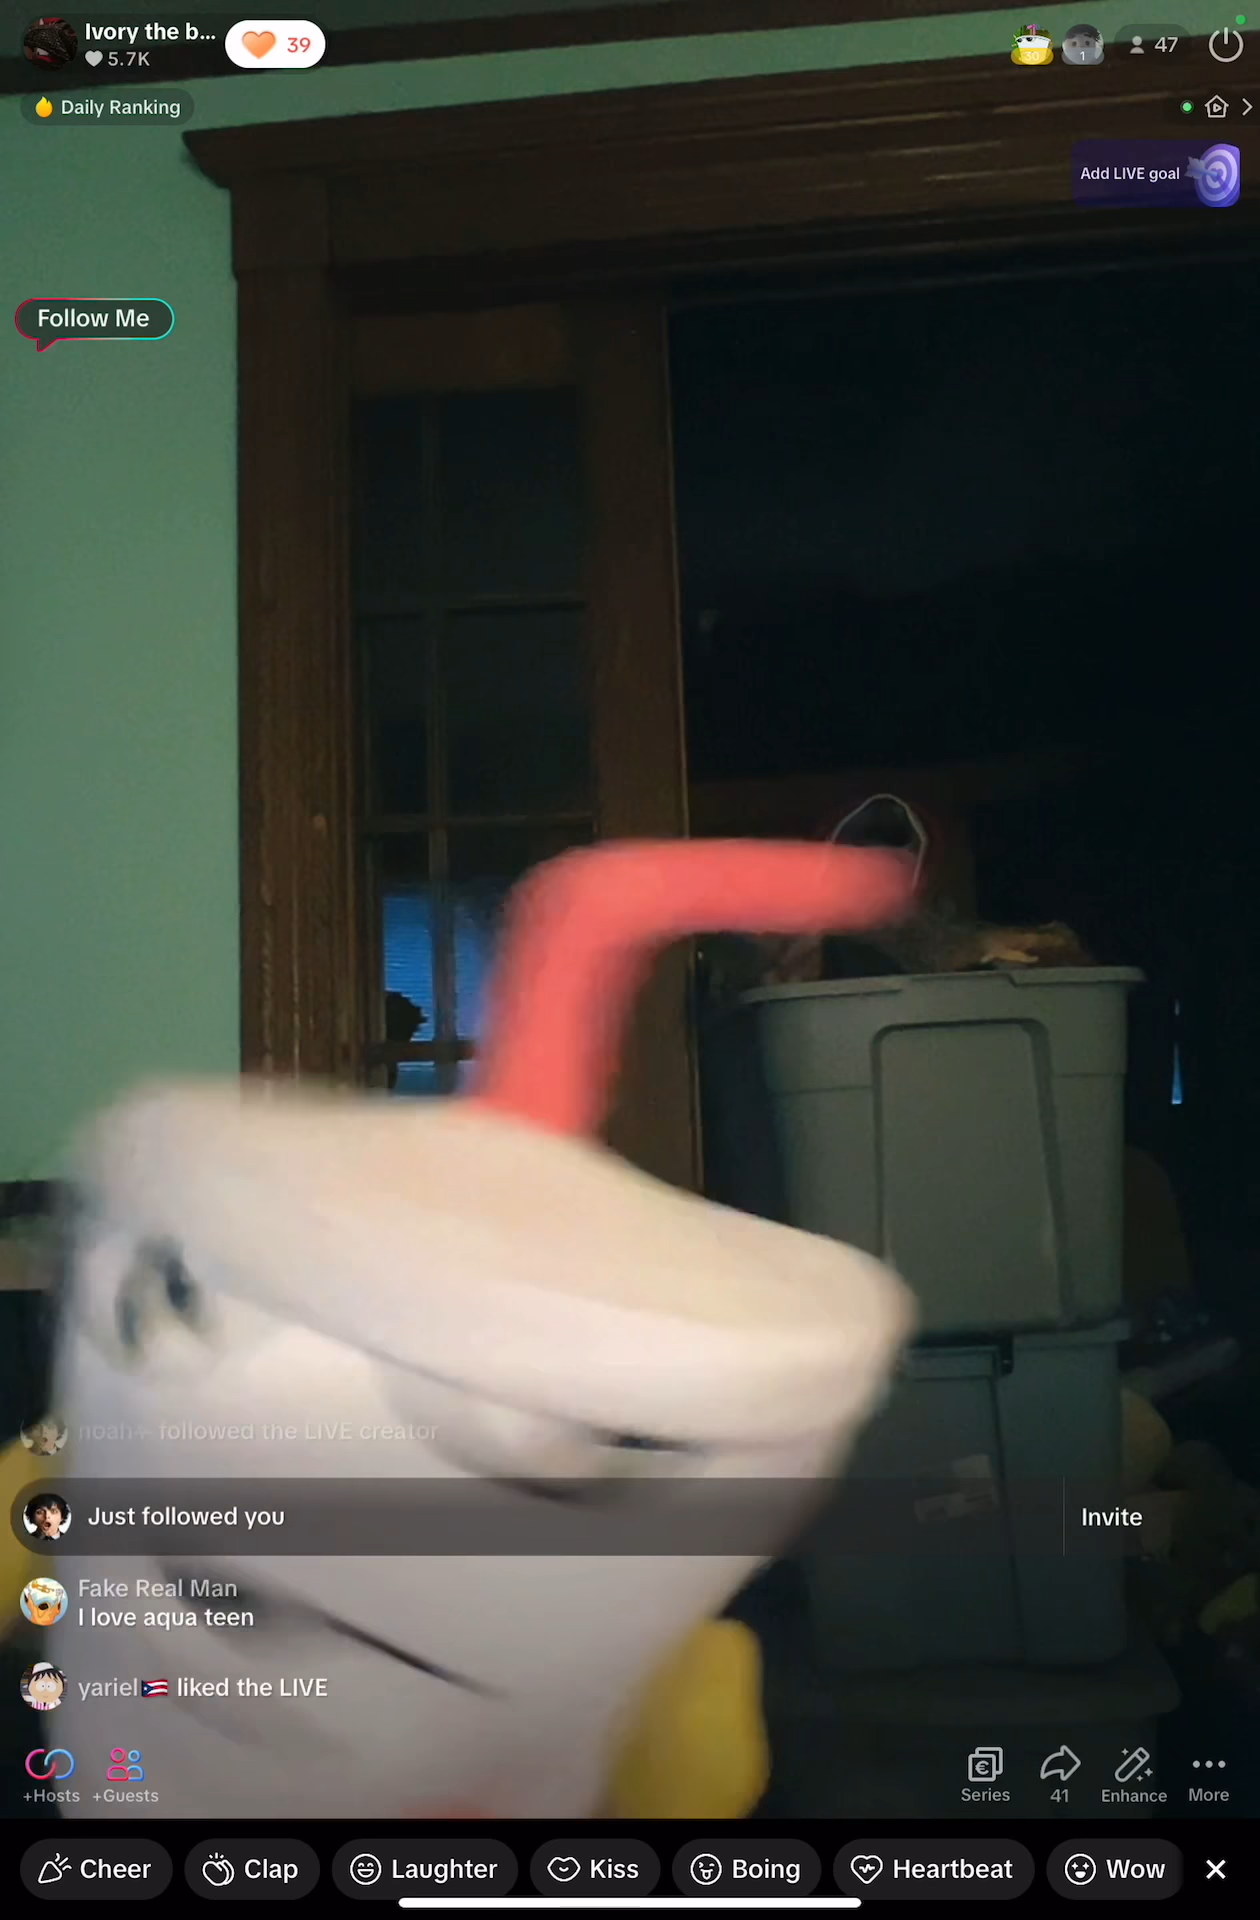 Ivory the b...
5.7K
39
30
1
47
Daily Ranking
Add LIVE goal
Follow Me
noah followed the LIVE creator
Just followed you
Invite
Fake Real Man
I love aqua teen
yariel🇵🇷 liked the LIVE
+Hosts
+Guests
Series
41
Enhance
More
Cheer
Clap
Laughter
Kiss
Boing
Heartbeat
Wow